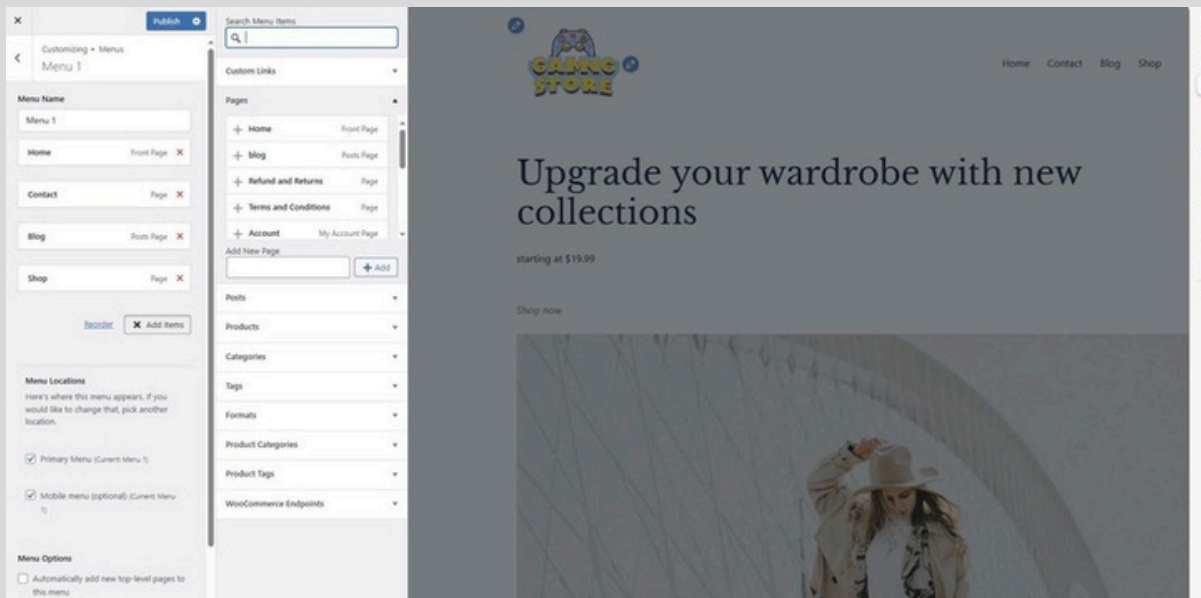 Publish
Customizing • Menus
Menu 1
Menu Name
Menu 1
Home Front Page
Contact Page
Blog Posts Page
Shop Page
Reorder Add Items
Menu Locations
Here's where this menu appears. If you
would like to change that, pick another
location.
Primary Menu (Current Menu 1)
Mobile menu (optional) (Current Menu
1)
Menu Options
Automatically add new top-level pages to
this menu
Search Menu Items
Custom Links
Pages
Home Front Page
blog Posts Page
Refund and Returns Page
Terms and Conditions Page
Account My Account Page
Add New Page
Add
Posts
Products
Categories
Tags
Formats
Product Categories
Product Tags
WooCommerce Endpoints
GAMNG
STORE
Home Contact Blog Shop
Upgrade your wardrobe with new
collections
starting at $19.99
Shop now